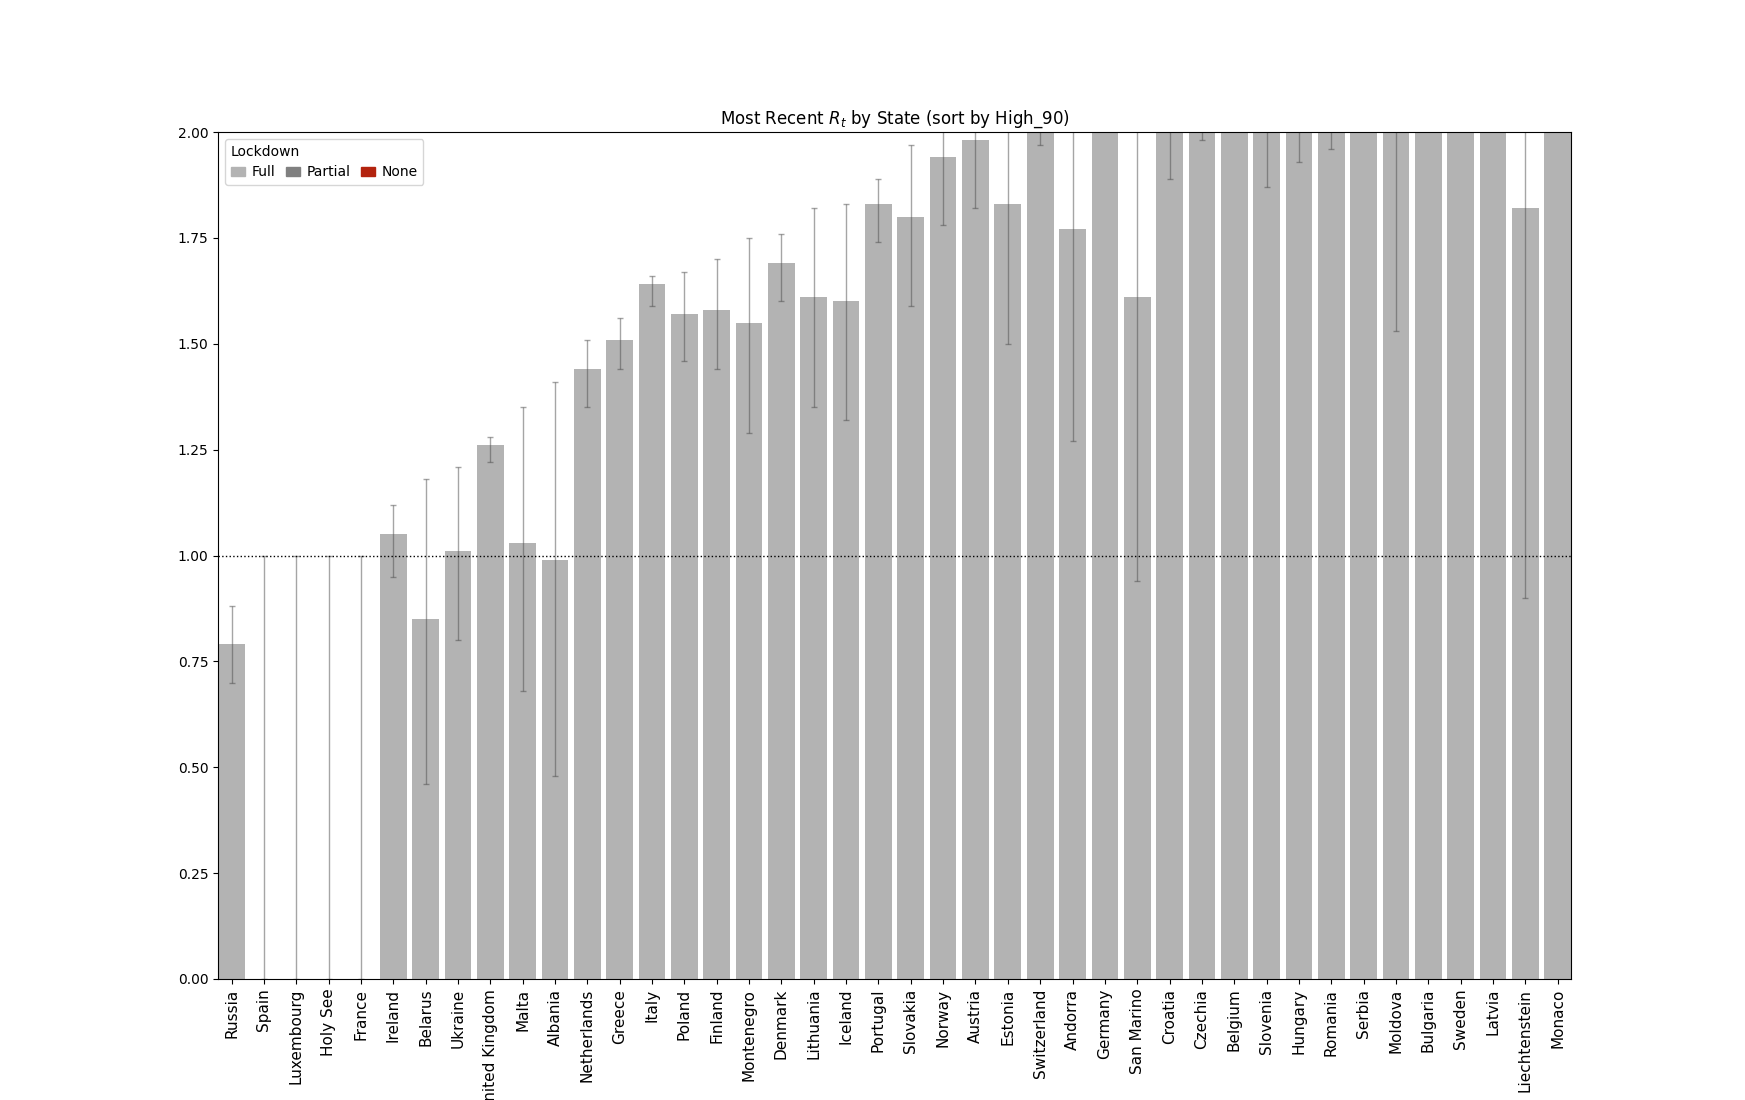 Most Recent R_t by State (sort by High_90)
Lockdown
Full Partial None
2.00
1.75
1.50
1.25
1.00
0.75
0.50
0.25
0.00
Russia
Spain
Luxembourg
Holy See
France
Ireland
Belarus
Ukraine
nited Kingdom
Malta
Albania
Netherlands
Greece
Italy
Poland
Finland
Montenegro
Denmark
Lithuania
Iceland
Portugal
Slovakia
Norway
Austria
Estonia
Switzerland
Andorra
Germany
San Marino
Croatia
Czechia
Belgium
Slovenia
Hungary
Romania
Serbia
Moldova
Bulgaria
Sweden
Latvia
Liechtenstein
Monaco